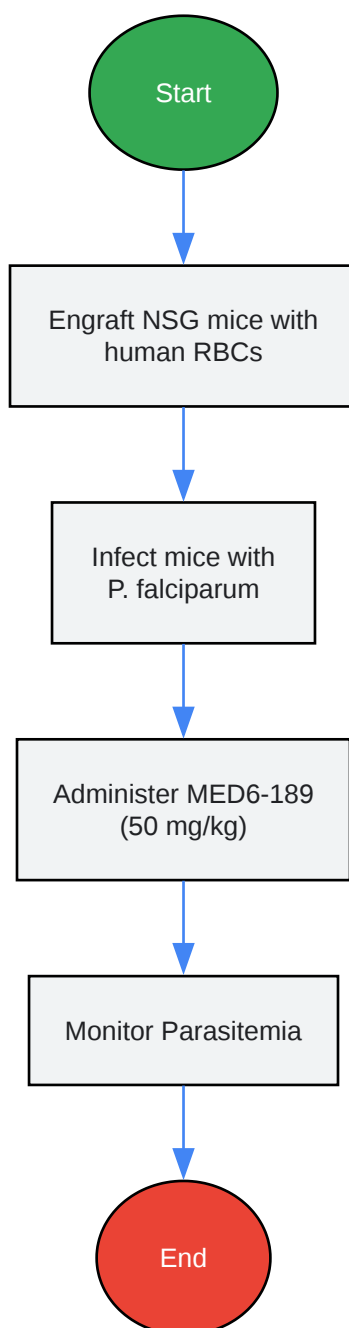 Start
Engraft NSG mice with
human RBCs
Infect mice with
P. falciparum
Administer MED6-189
(50 mg/kg)
Monitor Parasitemia
End